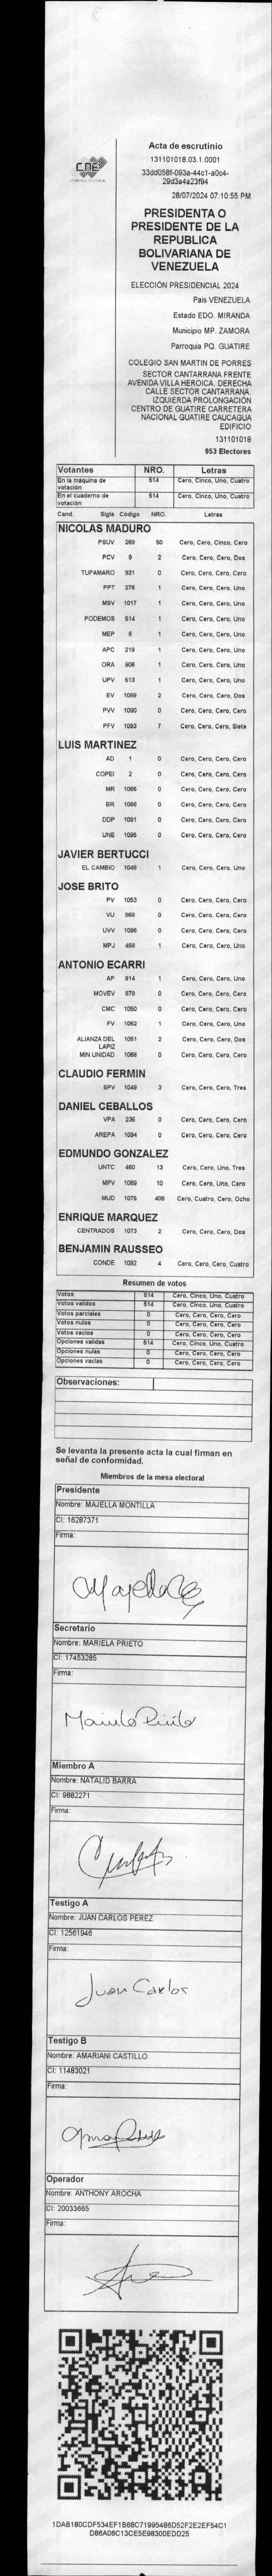 CNE
Acta de escrutinio
131101018.03.1.0001
33dd058f-093a-44c1-a0c4-
29d3a4a23f94
28/07/2024 07:10:55 PM
PRESIDENTA O
PRESIDENTE DE LA
REPUBLICA
BOLIVARIANA DE
VENEZUELA
ELECCIÓN PRESIDENCIAL 2024
País VENEZUELA
Estado EDO. MIRANDA
Municipio MP. ZAMORA
Parroquia PQ. GUATIRE
COLEGIO SAN MARTIN DE PORRES
SECTOR CANTARRANA FRENTE
AVENIDA VILLA HEROICA. DERECHA
CALLE SECTOR CANTARRANA.
IZQUIERDA PROLONGACIÓN
CENTRO DE GUATIRE CARRETERA
NACIONAL GUATIRE CAUCAGUA
EDIFICIO
131101018
953 Electores
Votantes NRO. Letras
En la máquina de votación 514 Cero, Cinco, Uno, Cuatro
En el cuaderno de votación 514 Cero, Cinco, Uno, Cuatro
Cand. Sigla Código NRO. Letras
NICOLAS MADURO
PSUV 269 50 Cero, Cero, Cinco, Cero
PCV 9 2 Cero, Cero, Cero, Dos
TUPAMARO 931 0 Cero, Cero, Cero, Cero
PPT 276 1 Cero, Cero, Cero, Uno
MSV 1017 1 Cero, Cero, Cero, Uno
PODEMOS 514 1 Cero, Cero, Cero, Uno
MEP 6 1 Cero, Cero, Cero, Uno
APC 219 1 Cero, Cero, Cero, Uno
ORA 906 1 Cero, Cero, Cero, Uno
UPV 513 1 Cero, Cero, Cero, Uno
EV 1089 2 Cero, Cero, Cero, Dos
PVV 1090 0 Cero, Cero, Cero, Cero
PFV 1093 7 Cero, Cero, Cero, Siete
LUIS MARTINEZ
AD 1 0 Cero, Cero, Cero, Cero
COPEI 2 0 Cero, Cero, Cero, Cero
MR 1065 0 Cero, Cero, Cero, Cero
BR 1066 0 Cero, Cero, Cero, Cero
DDP 1091 0 Cero, Cero, Cero, Cero
UNE 1095 0 Cero, Cero, Cero, Cero
JAVIER BERTUCCI
EL CAMBIO 1048 1 Cero, Cero, Cero, Uno
JOSE BRITO
PV 1053 0 Cero, Cero, Cero, Cero
VU 968 0 Cero, Cero, Cero, Cero
UVV 1096 0 Cero, Cero, Cero, Cero
MPJ 458 1 Cero, Cero, Cero, Uno
ANTONIO ECARRI
AP 914 1 Cero, Cero, Cero, Uno
MOVEV 979 0 Cero, Cero, Cero, Cero
CMC 1050 0 Cero, Cero, Cero, Cero
FV 1062 1 Cero, Cero, Cero, Uno
ALIANZA DEL LAPIZ 1051 2 Cero, Cero, Cero, Dos
MIN UNIDAD 1068 0 Cero, Cero, Cero, Cero
CLAUDIO FERMIN
SPV 1049 3 Cero, Cero, Cero, Tres
DANIEL CEBALLOS
VPA 236 0 Cero, Cero, Cero, Cero
AREPA 1094 0 Cero, Cero, Cero, Cero
EDMUNDO GONZALEZ
UNTC 460 13 Cero, Cero, Uno, Tres
MPV 1069 10 Cero, Cero, Uno, Cero
MUD 1075 408 Cero, Cuatro, Cero, Ocho
ENRIQUE MARQUEZ
CENTRADOS 1073 2 Cero, Cero, Cero, Dos
BENJAMIN RAUSSEO
CONDE 1092 4 Cero, Cero, Cero, Cuatro
Resumen de votos
Votos 514 Cero, Cinco, Uno, Cuatro
Votos validos 514 Cero, Cinco, Uno, Cuatro
Votos parciales 0 Cero, Cero, Cero, Cero
Votos nulos 0 Cero, Cero, Cero, Cero
Votos vacios 0 Cero, Cero, Cero, Cero
Opciones validas 514 Cero, Cinco, Uno, Cuatro
Opciones nulas 0 Cero, Cero, Cero, Cero
Opciones vacias 0 Cero, Cero, Cero, Cero
Observaciones:
Se levanta la presente acta la cual firman en
señal de conformidad.
Miembros de la mesa electoral
Presidente
Nombre: MAJELLA MONTILLA
CI: 16287371
Firma:
Secretario
Nombre: MARIELA PRIETO
CI: 17453285
Firma:
Miembro A
Nombre: NATALID BARRA
CI: 9882271
Firma:
Testigo A
Nombre: JUAN CARLOS PEREZ
CI: 12561946
Firma:
Juan Carlos
Testigo B
Nombre: AMARIANI CASTILLO
CI: 11483021
Firma:
Operador
Nombre: ANTHONY AROCHA
CI: 20033665
Firma:
1DAB180CDF534EF1B6BC71995486D52F2E2EF54C1
D86A06C13CE5E98300EDD25